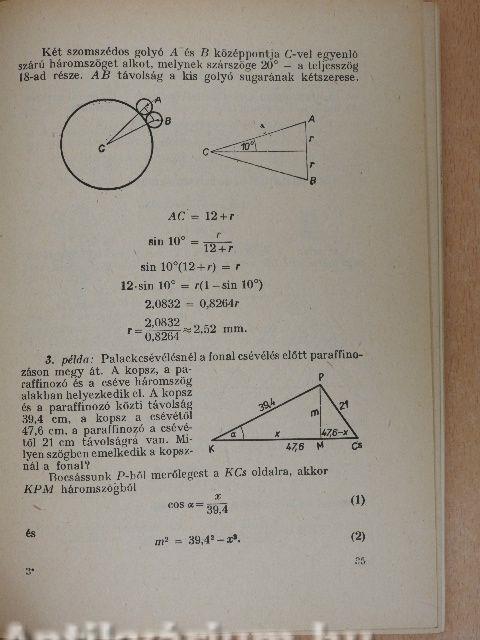 Két szomszédos golyó A és B középpontja C-vel egyenlő
szárú háromszöget alkot, melynek szárszöge 20° — a teljesszög
18-ad része. AB távolság a kis golyó sugarának kétszerese.
A
B
C
A
r
10°
C
r
B
AC = 12 + r
sin 10° = r / 12 + r
sin 10°(12 + r) = r
12·sin 10° = r(1 − sin 10°)
2,0832 = 0,8264r
r = 2,0832 / 0,8264 ≈ 2,52 mm.
3. példa: Palackcsévélésnél a fonal csévélés előtt paraffino-
záson megy át. A kopsz, a pa-
raffinozó és a cséve háromszög
alakban helyezkedik el. A kopsz
és a paraffinozó közti távolság
39,4 cm, a kopsz a csévétől
47,6 cm, a paraffinozó a csévé-
től 21 cm távolságra van. Mi-
lyen szögben emelkedik a kopsz-
nál a fonal?
P
39,4
m
21
α
x
47,6-x
K
47,6
M
Cs
Bocsássunk P-ből merőlegest a KCs oldalra, akkor
KPM háromszögből
cos α = x / 39,4 (1)
és
m² = 39,4² − x². (2)
3*
35
Antikvárium.hu